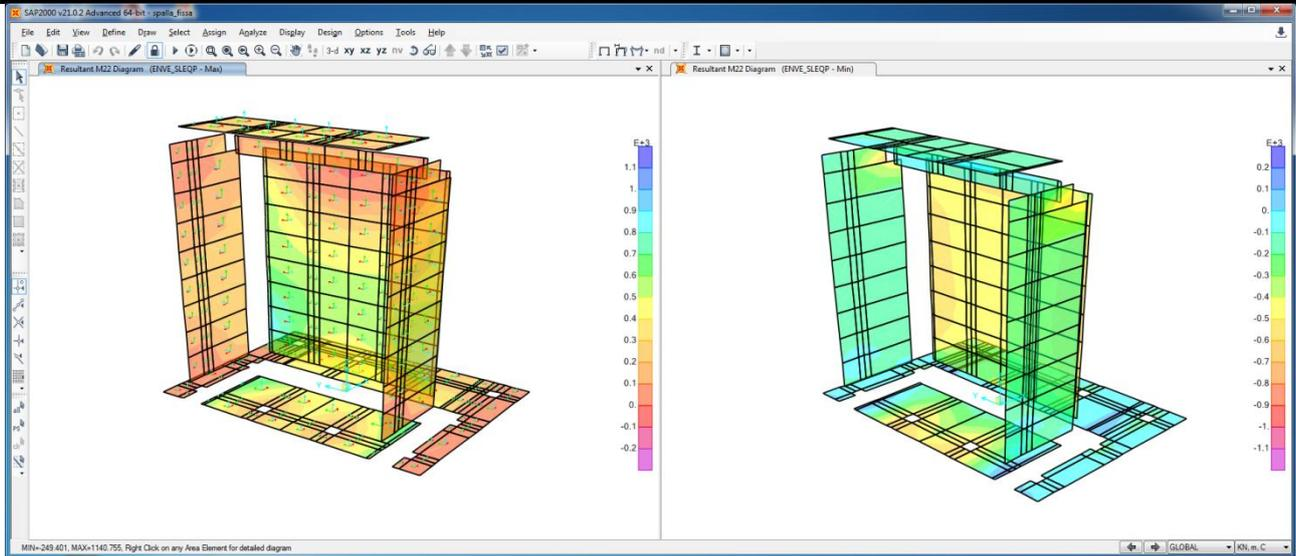 SAP2000 v21.0.2 Advanced 64-bit - spalla_fissa
File Edit View Define Draw Select Assign Analyze Display Design Options Tools Help
3-d xy xz yz nv
nd
Resultant M22 Diagram (ENVE_SLEQP - Max)
Resultant M22 Diagram (ENVE_SLEQP - Min)
E+3
1.1
1.
0.9
0.8
0.7
0.6
0.5
0.4
0.3
0.2
0.1
0.
-0.1
-0.2
E+3
0.2
0.1
0.
-0.1
-0.2
-0.3
-0.4
-0.5
-0.6
-0.7
-0.8
-0.9
-1.
-1.1
Y
Y
all
PS
clr
MIN=-249.401, MAX=1140.755, Right Click on any Area Element for detailed diagram
GLOBAL
KN, m, C